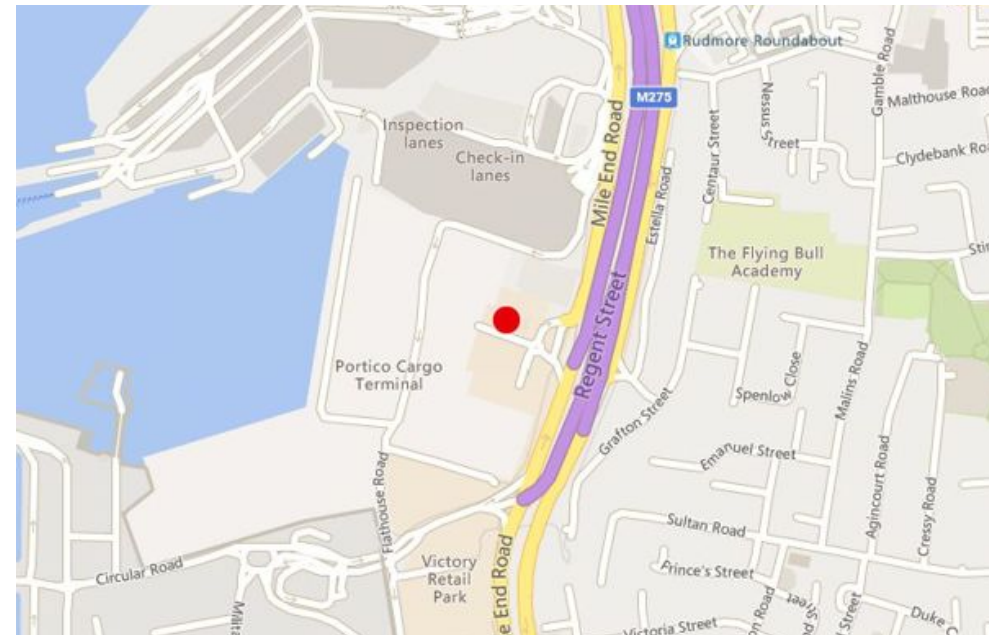 Rudmore Roundabout
M275
Gamble Road
Malthouse Road
Nessus Street
Clydebank Ro
Inspection
lanes
Check-in
lanes
Mile End Road
Centaur Street
Estella Road
The Flying Bull
Academy
Regent Street
Portico Cargo
Terminal
Spenlow Close
Malins Road
Grafton Street
Emanuel Street
Agincourt Road
Cressy Road
Flathouse Road
Sultan Road
Circular Road
Victory
Retail
Park
e End Road
Prince's Street
Victoria Street
on Road
Street
Duke